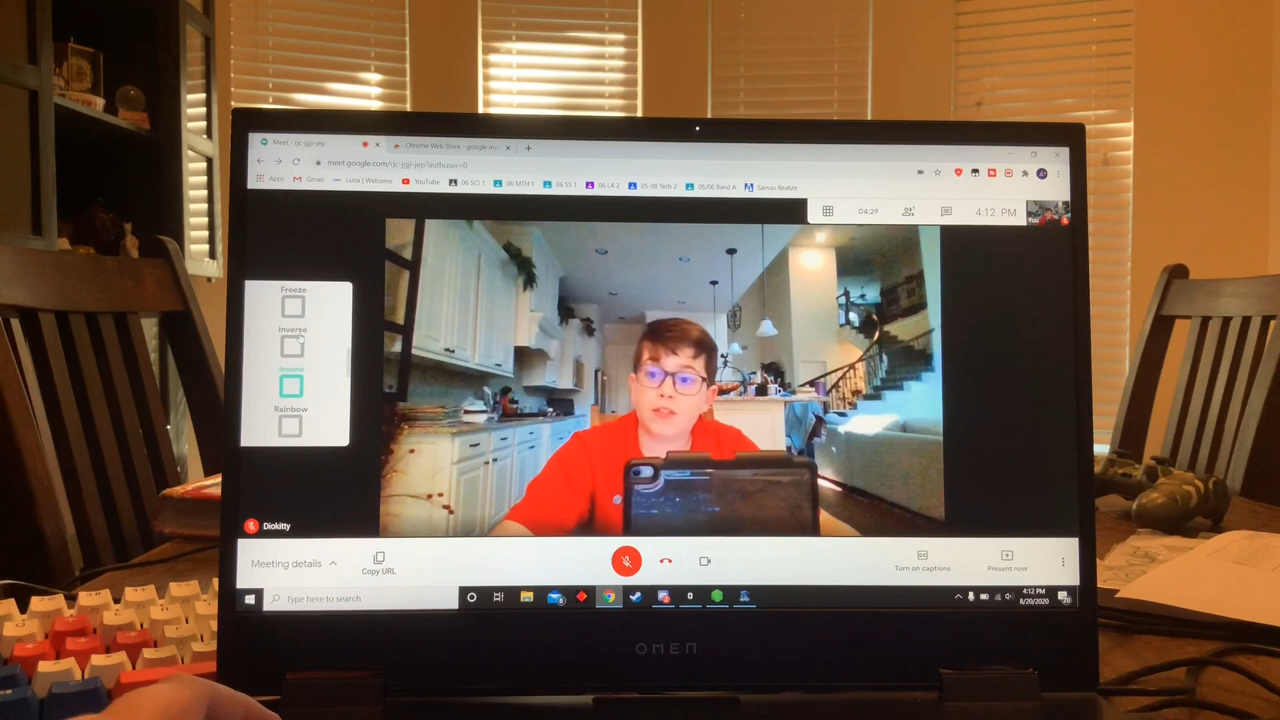 Meet - rjc-jgji-jep
Chrome Web Store - google me
meet.google.com/rjc-jgji-jep?authuser=0
Apps Gmail Luna J Welcome YouTube 06 SCI 1 06 MTH 1 06 SS 1 06 LA 2 05-08 Tech 2 05/06 Band A Savvas Realize
04:29 4:12 PM
You
Freeze
Inverse
Insane
Rainbow
Diokitty
Meeting details
Copy URL
Turn on captions
Present now
Type here to search
4:12 PM
8/20/2020
20
OMEN